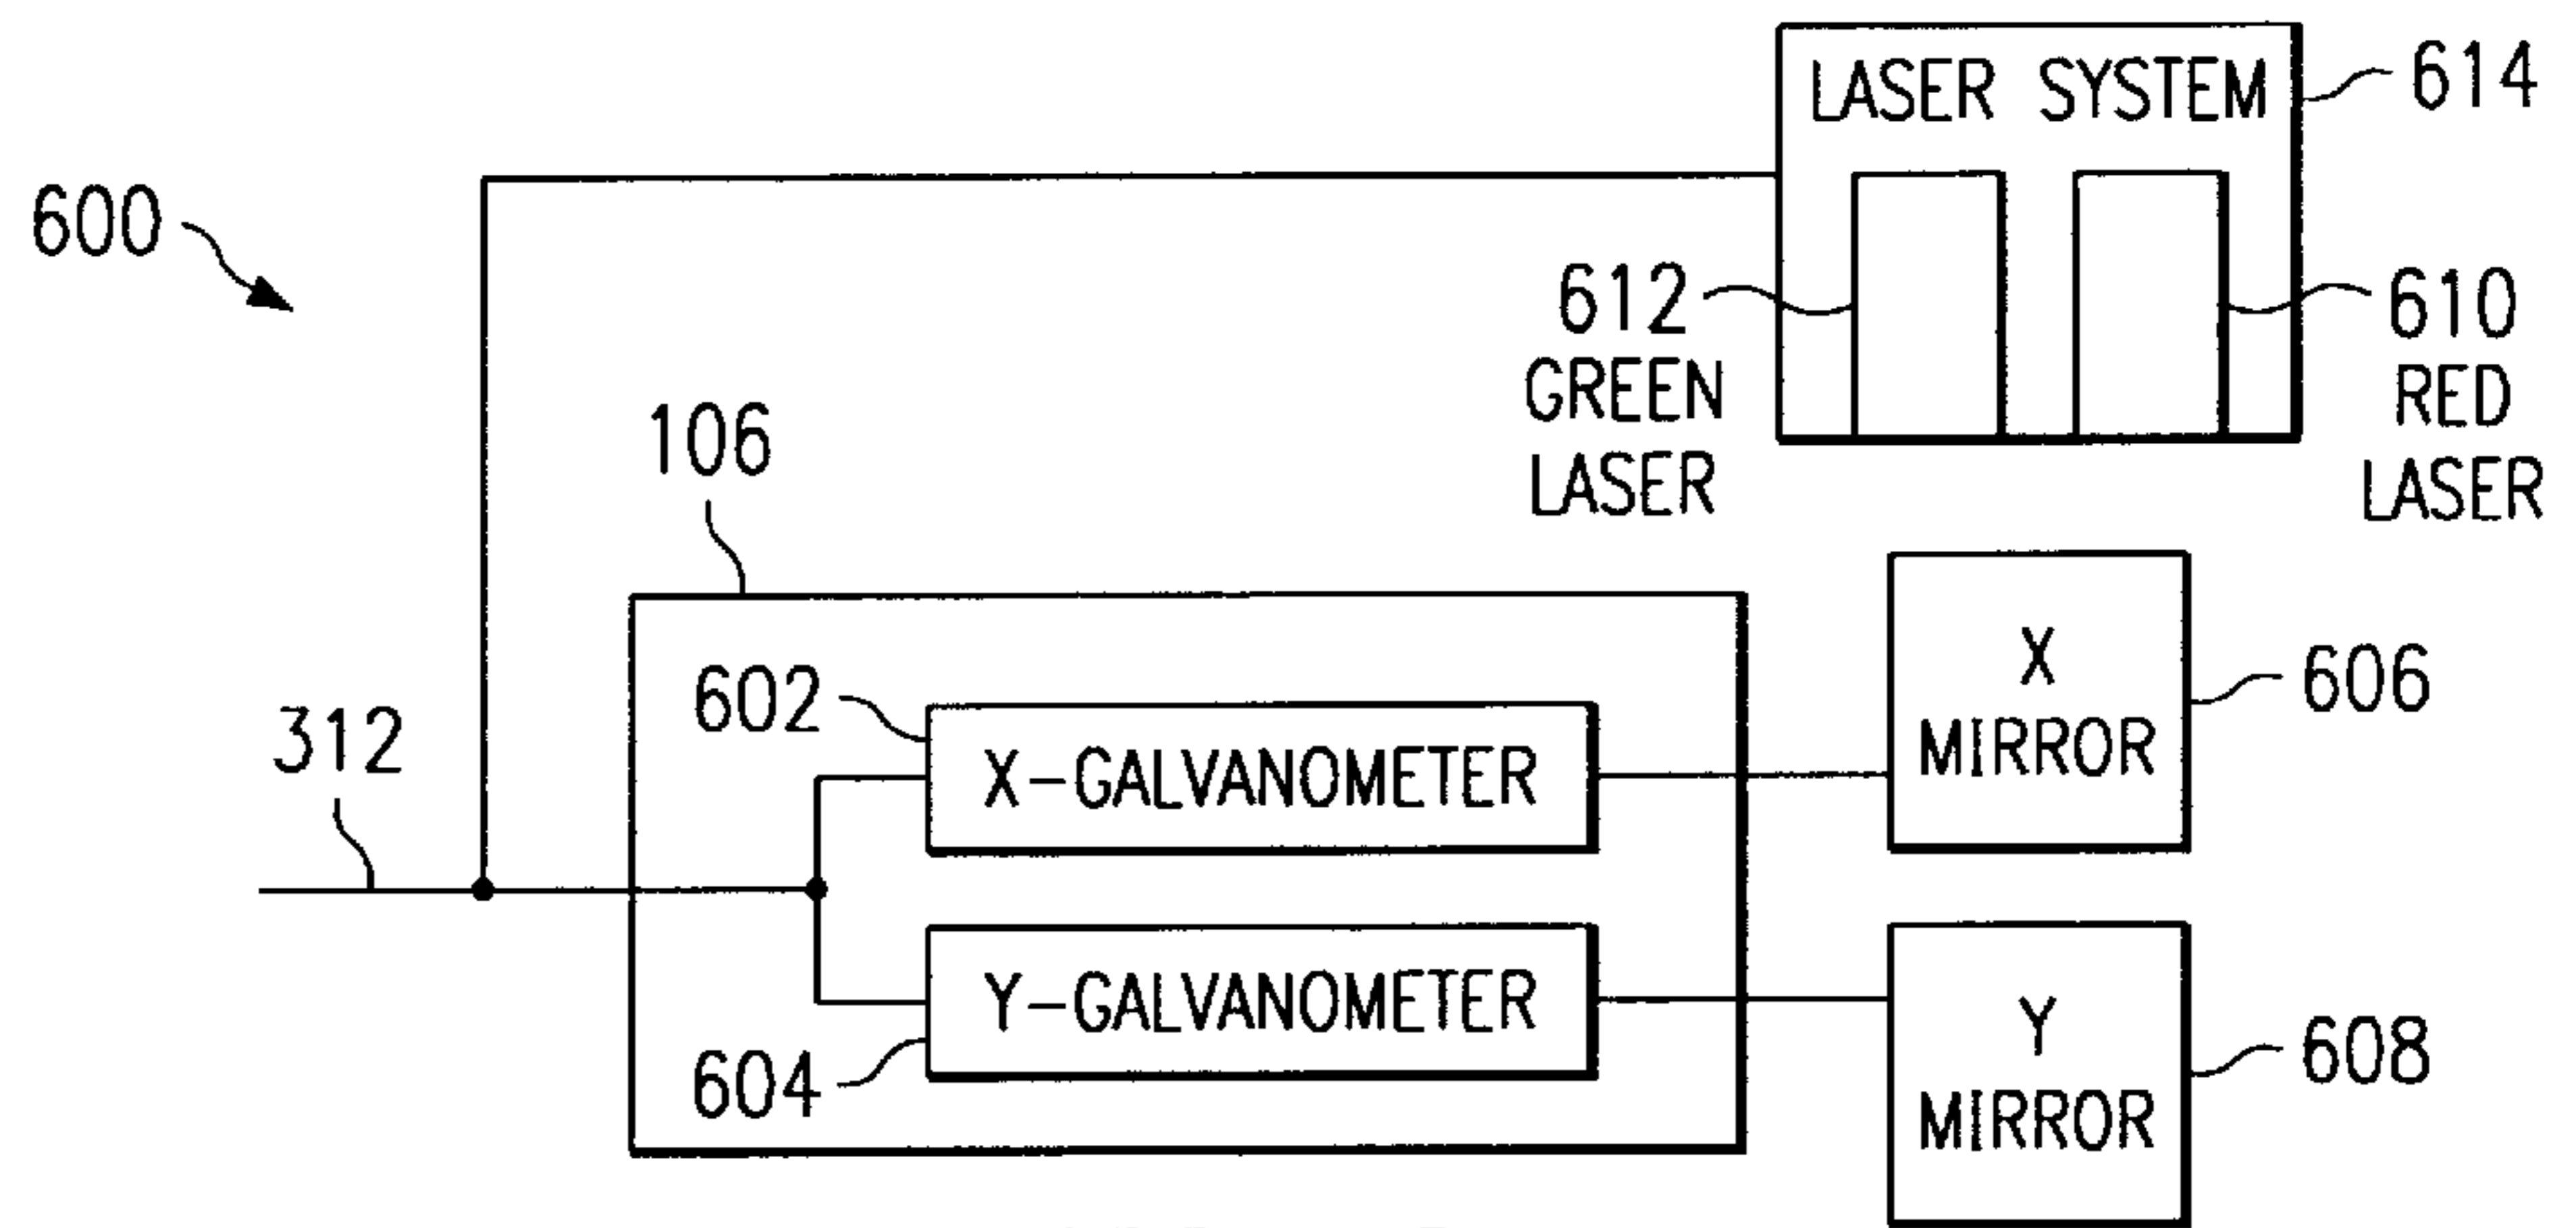 LASER SYSTEM
614
600
612
GREEN
LASER
610
RED
LASER
106
X
MIRROR
606
602
X-GALVANOMETER
312
Y-GALVANOMETER
604
Y
MIRROR
608